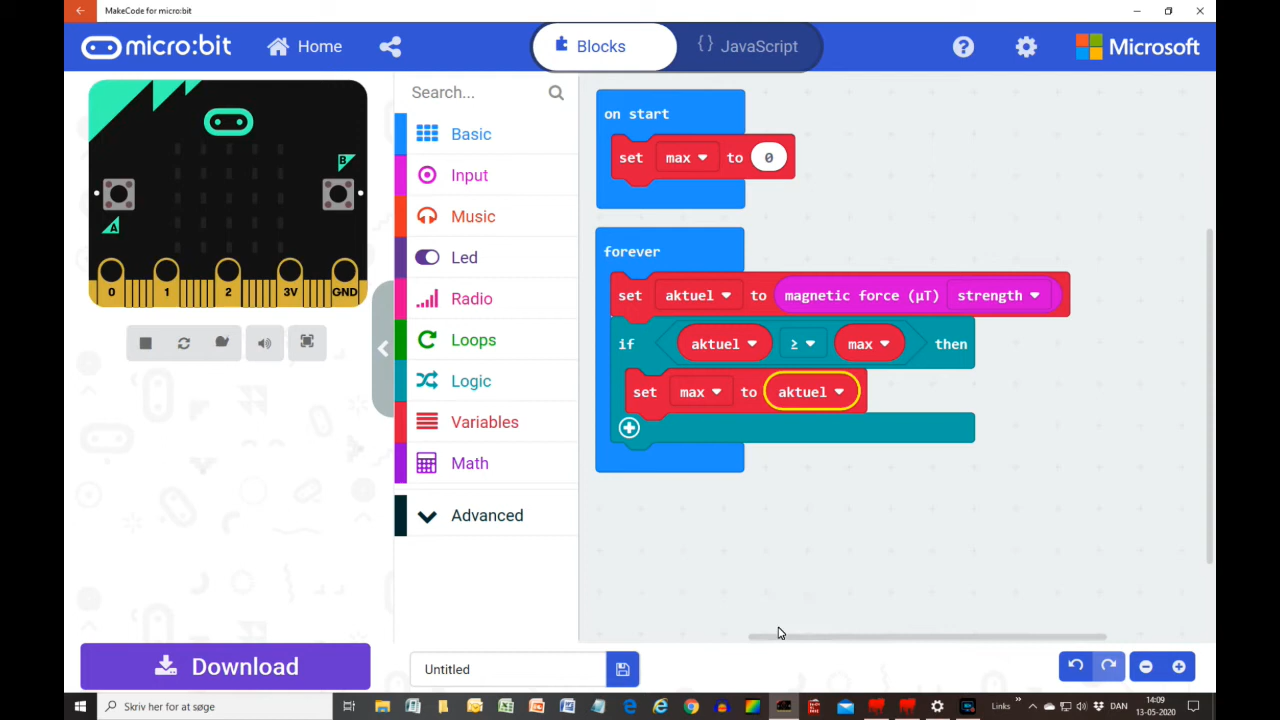 MakeCode for micro:bit
micro:bit
Home
Blocks
{} JavaScript
?
Microsoft
Search...
Basic
Input
Music
Led
Radio
Loops
Logic
Variables
Math
Advanced
A
B
0 1 2 3V GND
on start
set max to 0
forever
set aktuel to magnetic force (µT) strength
if aktuel ≥ max then
set max to aktuel
Download
Untitled
Skriv her for at søge
Links
DAN
14:09
13-05-2020